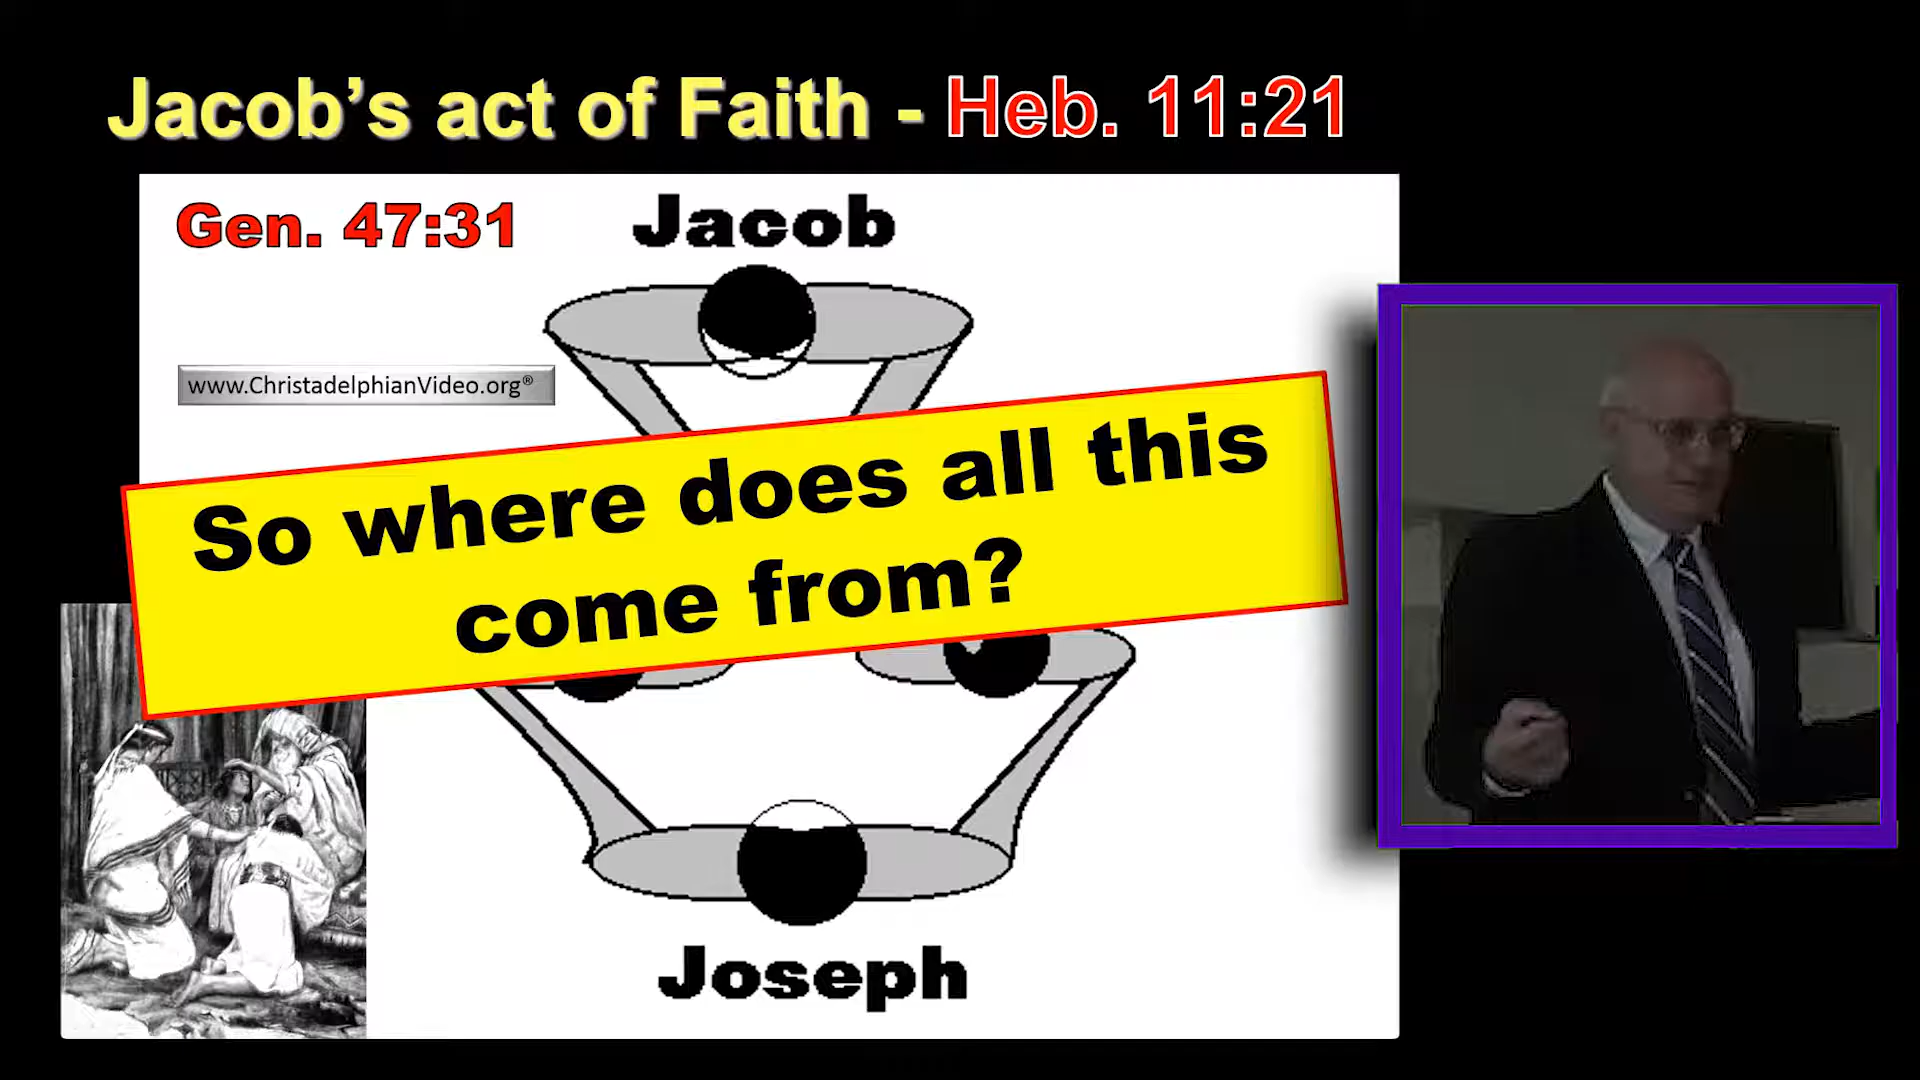 Jacob’s act of Faith - Heb. 11:21
Gen. 47:31
Jacob
www.ChristadelphianVideo.org®
So where does all this
come from?
Joseph